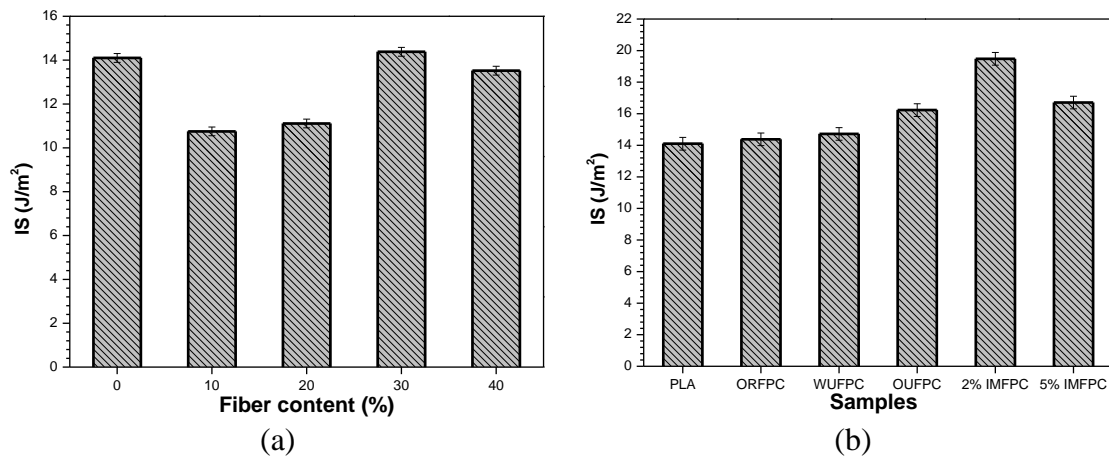 16
14
12
10
8
6
4
2
0
IS (J/m²)
0 10 20 30 40
Fiber content (%)
(a)
22
20
18
16
14
12
10
8
6
4
2
0
IS (J/m²)
PLA ORFPC WUFPC OUFPC 2% IMFPC 5% IMFPC
Samples
(b)